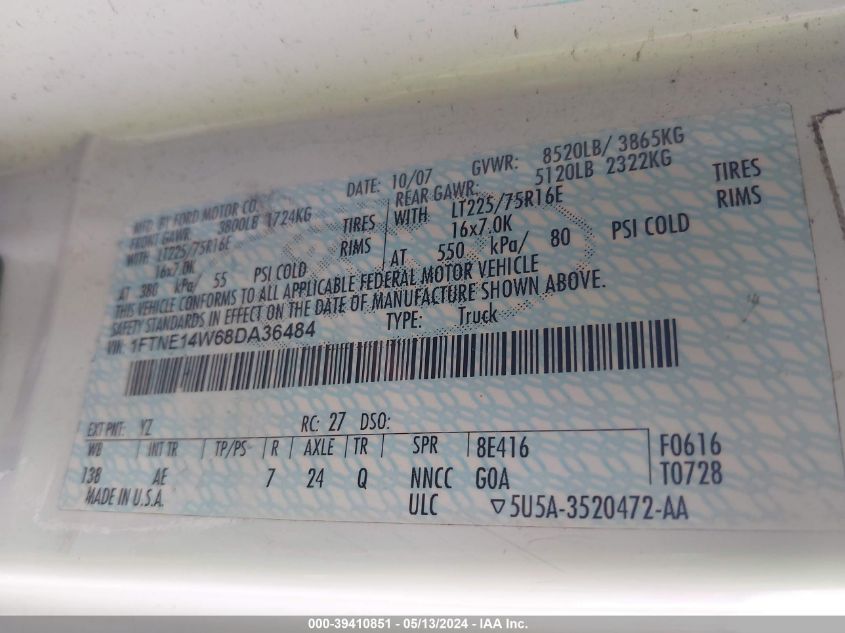 MFD. BY FORD MOTOR CO. DATE: 10/07 GVWR: 8520LB/ 3865KG
FRONT GAWR: 3800LB 1724KG REAR GAWR: 5120LB 2322KG
WITH LT225/75R16E TIRES WITH LT225/75R16E TIRES
16x7.0K RIMS 16x7.0K RIMS
AT 380 kPa/ 55 PSI COLD AT 550 kPa/ 80 PSI COLD
THIS VEHICLE CONFORMS TO ALL APPLICABLE FEDERAL MOTOR VEHICLE
SAFETY STANDARDS IN EFFECT ON THE DATE OF MANUFACTURE SHOWN ABOVE.
VIN: 1FTNE14W68DA36484 TYPE: Truck
EXT PNT: YZ RC: 27 DSO:
WB INT TR TP/PS R AXLE TR SPR 8E416 F0616
138 AE 7 24 Q NNCC GOA T0728
MADE IN U.S.A. ULC ▽5U5A-3520472-AA
000-39410851 - 05/13/2024 - IAA Inc.